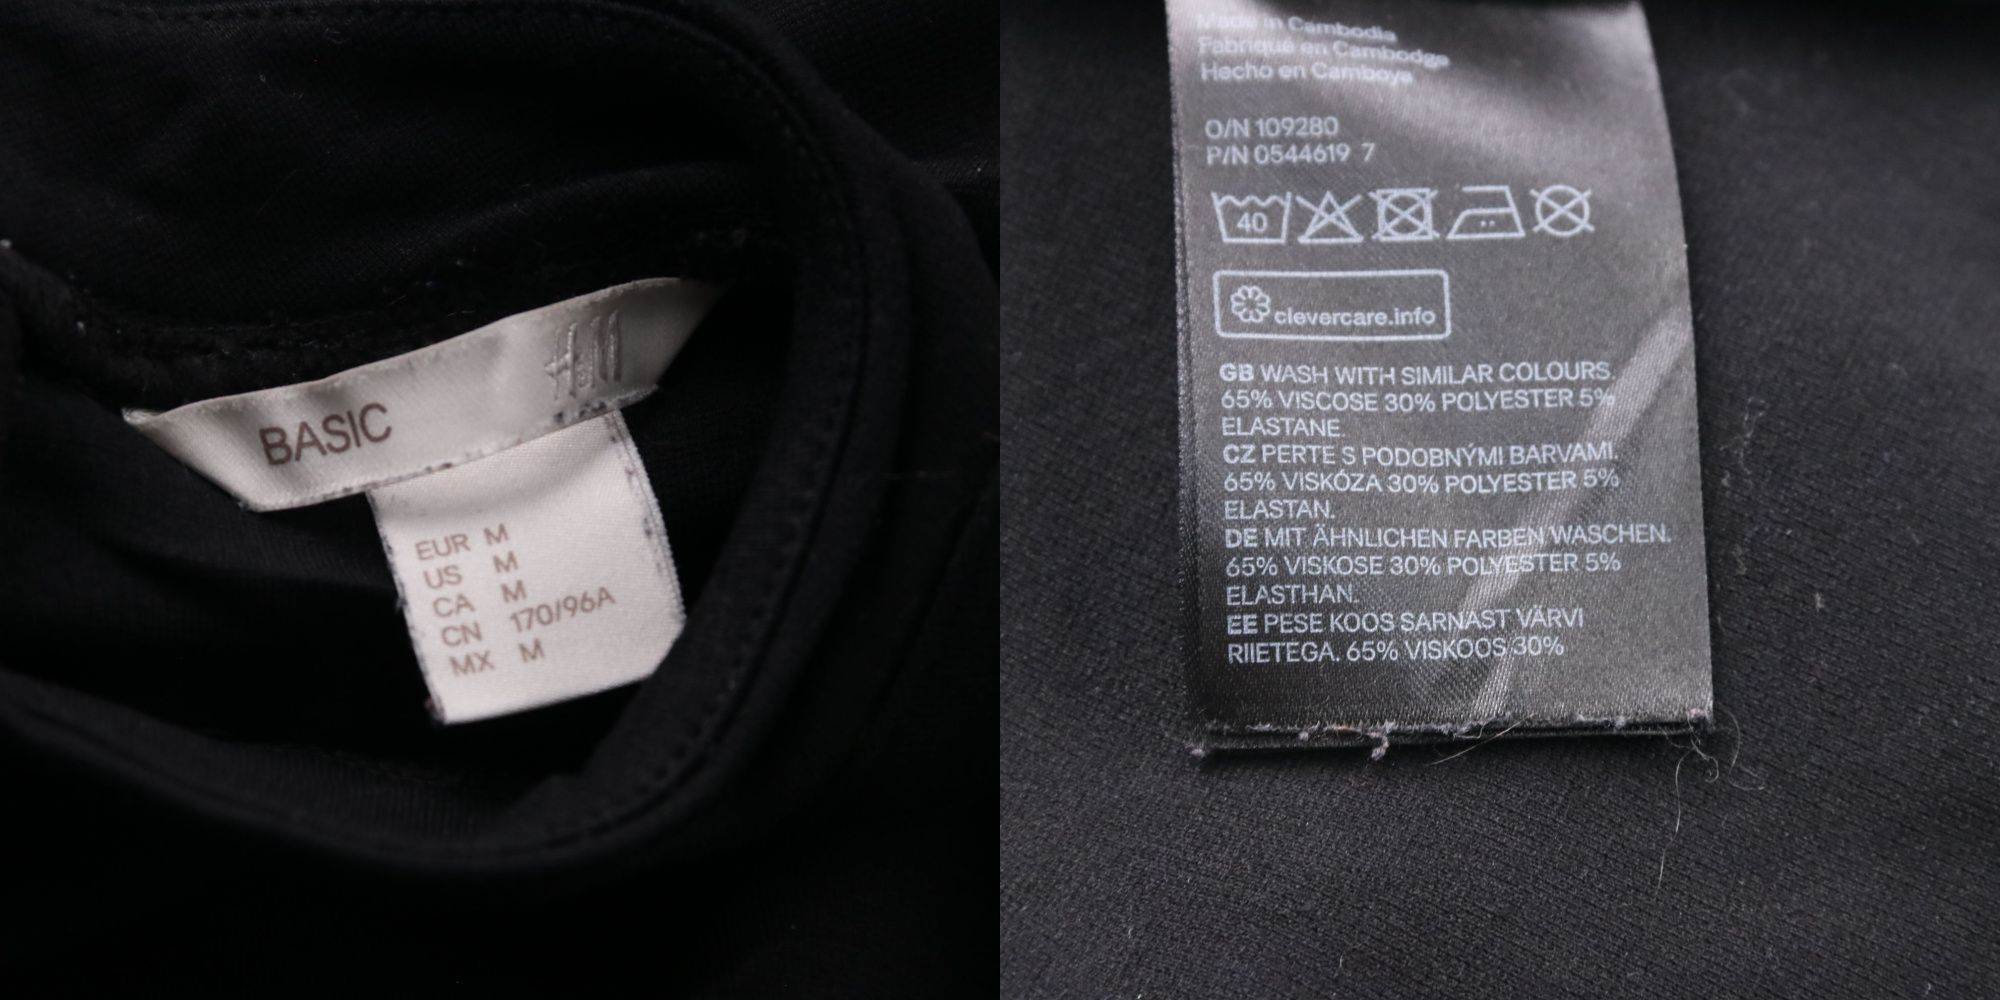 H&M
BASIC
EUR M
US M
CA M
CN 170/96A
MX M
Made in Cambodia
Fabriqué en Cambodge
Hecho en Camboya
O/N 109280
P/N 0544619 7
40
clevercare.info
GB WASH WITH SIMILAR COLOURS.
65% VISCOSE 30% POLYESTER 5%
ELASTANE.
CZ PERTE S PODOBNÝMI BARVAMI.
65% VISKÓZA 30% POLYESTER 5%
ELASTAN.
DE MIT ÄHNLICHEN FARBEN WASCHEN.
65% VISKOSE 30% POLYESTER 5%
ELASTHAN.
EE PESE KOOS SARNAST VÄRVI
RIIETEGA. 65% VISKOOS 30%